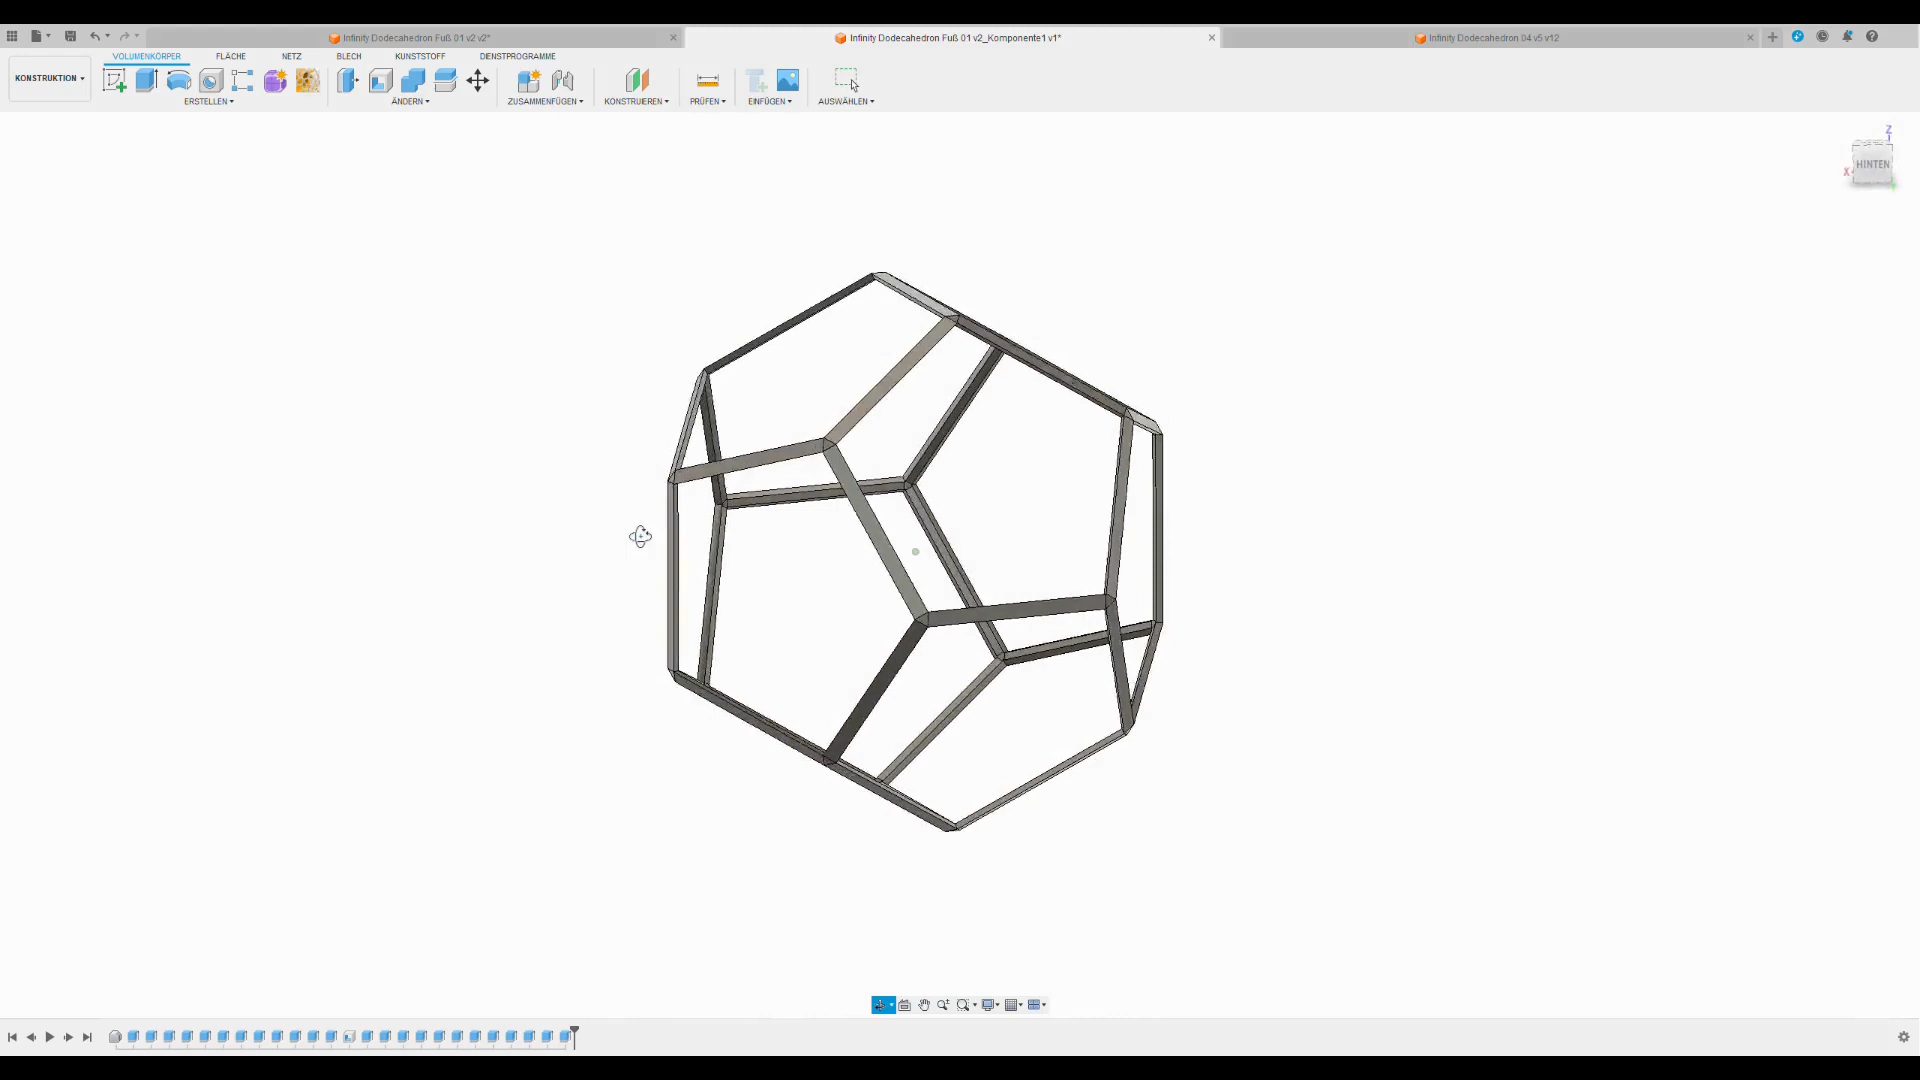 Infinity Dodecahedron Fuß 01 v2 v2*
Infinity Dodecahedron Fuß 01 v2_Komponente1 v1*
Infinity Dodecahedron 04 v5 v12
VOLUMENKÖRPER FLÄCHE NETZ BLECH KUNSTSTOFF DIENSTPROGRAMME
KONSTRUKTION
ERSTELLEN ÄNDERN ZUSAMMENFÜGEN KONSTRUIEREN PRÜFEN EINFÜGEN AUSWÄHLEN
Z
HINTEN
X